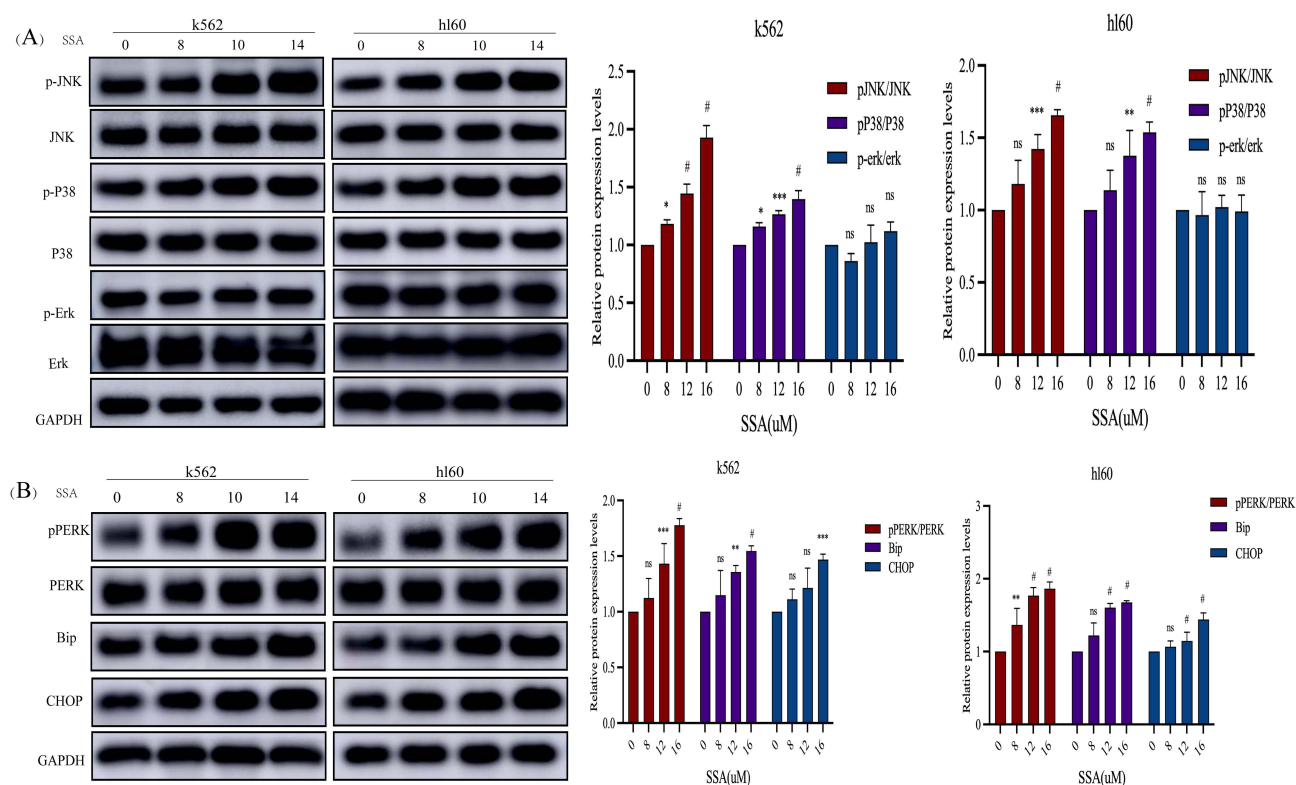 (A) SSA
k562
0 8 10 14
hl60
0 8 10 14
p-JNK
JNK
p-P38
P38
p-Erk
Erk
GAPDH
k562
Relative protein expression levels
2.5
2.0
1.5
1.0
0.5
0.0
pJNK/JNK
pP38/P38
p-erk/erk
* # #
* *** #
ns ns ns
0 8 12 16 0 8 12 16 0 8 12 16
SSA(uM)
hl60
Relative protein expression levels
2.0
1.5
1.0
0.5
0.0
pJNK/JNK
pP38/P38
p-erk/erk
ns *** #
ns ** #
ns ns ns
0 8 12 16 0 8 12 16 0 8 12 16
SSA(uM)
(B) SSA
k562
0 8 10 14
hl60
0 8 10 14
pPERK
PERK
Bip
CHOP
GAPDH
k562
Relative protein expression levels
2.0
1.5
1.0
0.5
0.0
pPERK/PERK
Bip
CHOP
ns *** #
ns ** #
ns ns ***
0 8 12 16 0 8 12 16 0 8 12 16
SSA(uM)
hl60
Relative protein expression levels
3
2
1
0
pPERK/PERK
Bip
CHOP
** # #
ns # #
ns # #
0 8 12 16 0 8 12 16 0 8 12 16
SSA(uM)